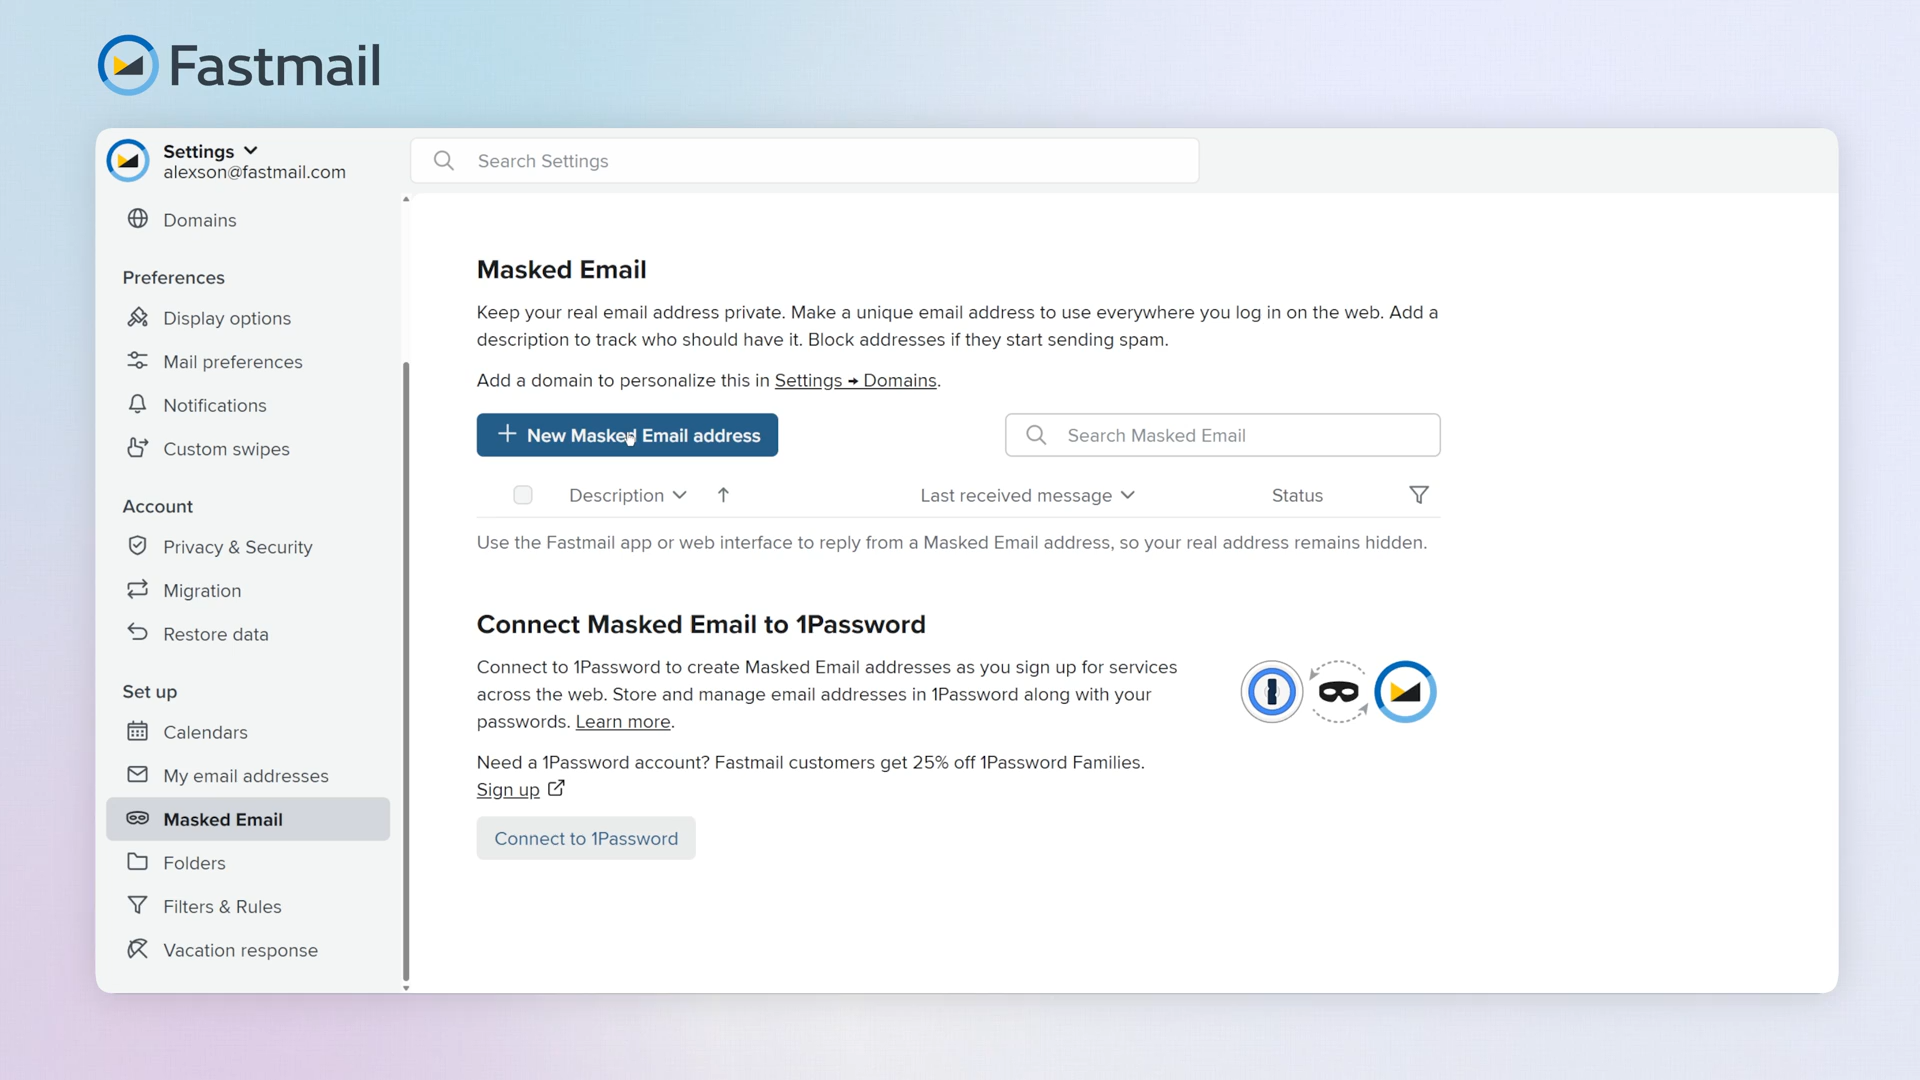 Fastmail
Settings
alexson@fastmail.com
Search Settings
Domains
Preferences
Display options
Mail preferences
Notifications
Custom swipes
Account
Privacy & Security
Migration
Restore data
Set up
Calendars
My email addresses
Masked Email
Folders
Filters & Rules
Vacation response
Masked Email
Keep your real email address private. Make a unique email address to use everywhere you log in on the web. Add a
description to track who should have it. Block addresses if they start sending spam.
Add a domain to personalize this in Settings → Domains.
+ New Masked Email address
Search Masked Email
Description ↑ Last received message Status
Use the Fastmail app or web interface to reply from a Masked Email address, so your real address remains hidden.
Connect Masked Email to 1Password
Connect to 1Password to create Masked Email addresses as you sign up for services
across the web. Store and manage email addresses in 1Password along with your
passwords. Learn more.
Need a 1Password account? Fastmail customers get 25% off 1Password Families.
Sign up
Connect to 1Password